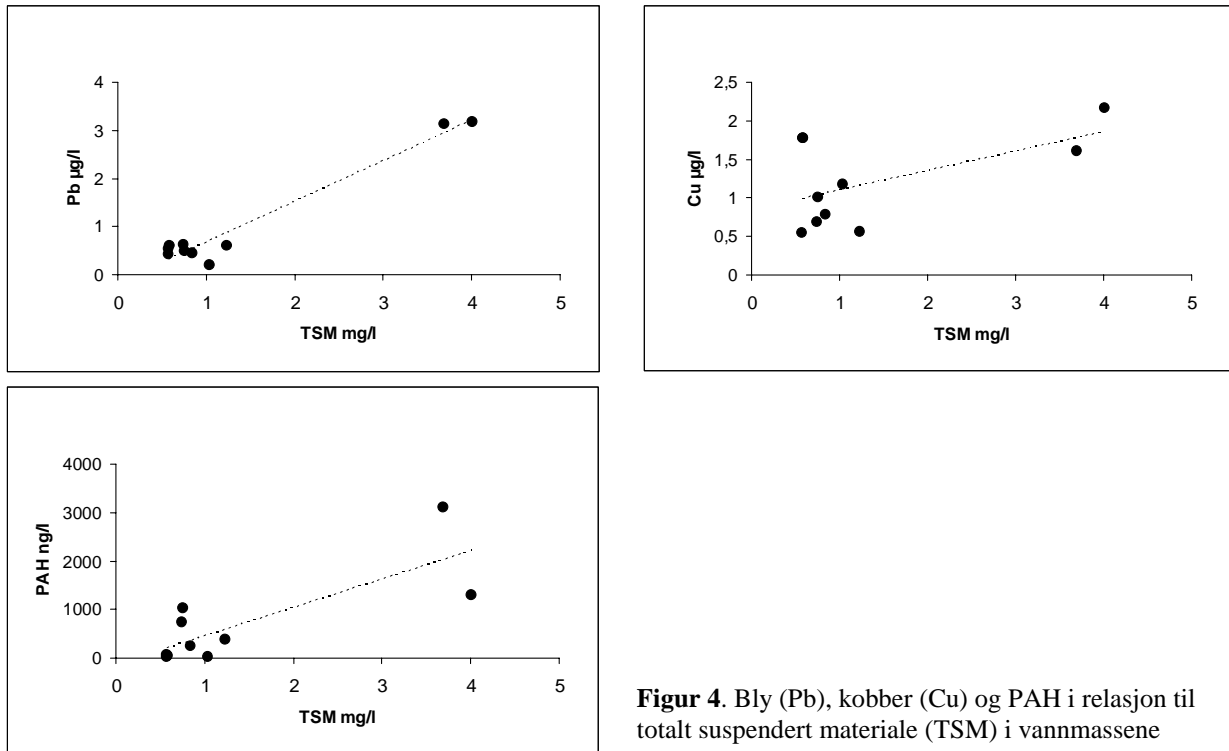 4
3
2
1
0
Pb µg/l
0 1 2 3 4 5
TSM mg/l
2,5
2
1,5
1
0,5
0
Cu µg/l
0 1 2 3 4 5
TSM mg/l
4000
3000
2000
1000
0
PAH ng/l
0 1 2 3 4 5
TSM mg/l
Figur 4. Bly (Pb), kobber (Cu) og PAH i relasjon til
totalt suspendert materiale (TSM) i vannmassene